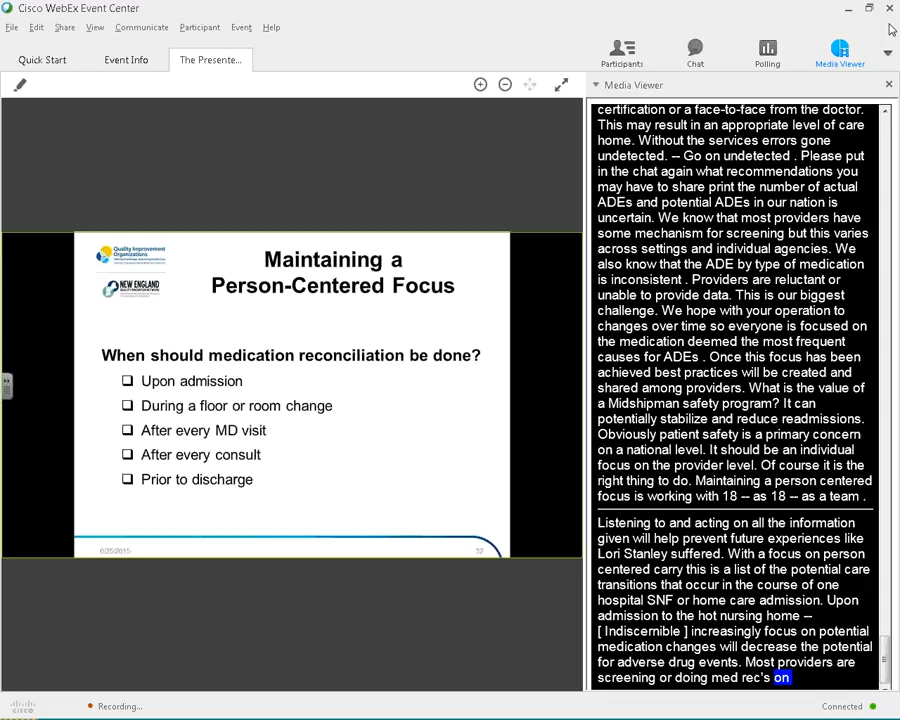 Cisco WebEx Event Center
File Edit Share View Communicate Participant Event Help
Quick Start Event Info The Presente...
Participants Chat Polling Media Viewer
Media Viewer
Quality Improvement
Organizations
NEW ENGLAND
Maintaining a
Person-Centered Focus
When should medication reconciliation be done?
Upon admission
During a floor or room change
After every MD visit
After every consult
Prior to discharge
6/25/2015 32
certification or a face-to-face from the doctor.
This may result in an appropriate level of care
home. Without the services errors gone
undetected. -- Go on undetected . Please put
in the chat again what recommendations you
may have to share print the number of actual
ADEs and potential ADEs in our nation is
uncertain. We know that most providers have
some mechanism for screening but this varies
across settings and individual agencies. We
also know that the ADE by type of medication
is inconsistent . Providers are reluctant or
unable to provide data. This is our biggest
challenge. We hope with your operation to
changes over time so everyone is focused on
the medication deemed the most frequent
causes for ADEs . Once this focus has been
achieved best practices will be created and
shared among providers. What is the value of
a Midshipman safety program? It can
potentially stabilize and reduce readmissions.
Obviously patient safety is a primary concern
on a national level. It should be an individual
focus on the provider level. Of course it is the
right thing to do. Maintaining a person centered
focus is working with 18 -- as 18 -- as a team .
Listening to and acting on all the information
given will help prevent future experiences like
Lori Stanley suffered. With a focus on person
centered carry this is a list of the potential care
transitions that occur in the course of one
hospital SNF or home care admission. Upon
admission to the hot nursing home --
[ Indiscernible ] increasingly focus on potential
medication changes will decrease the potential
for adverse drug events. Most providers are
screening or doing med rec's on
cisco Recording... Connected